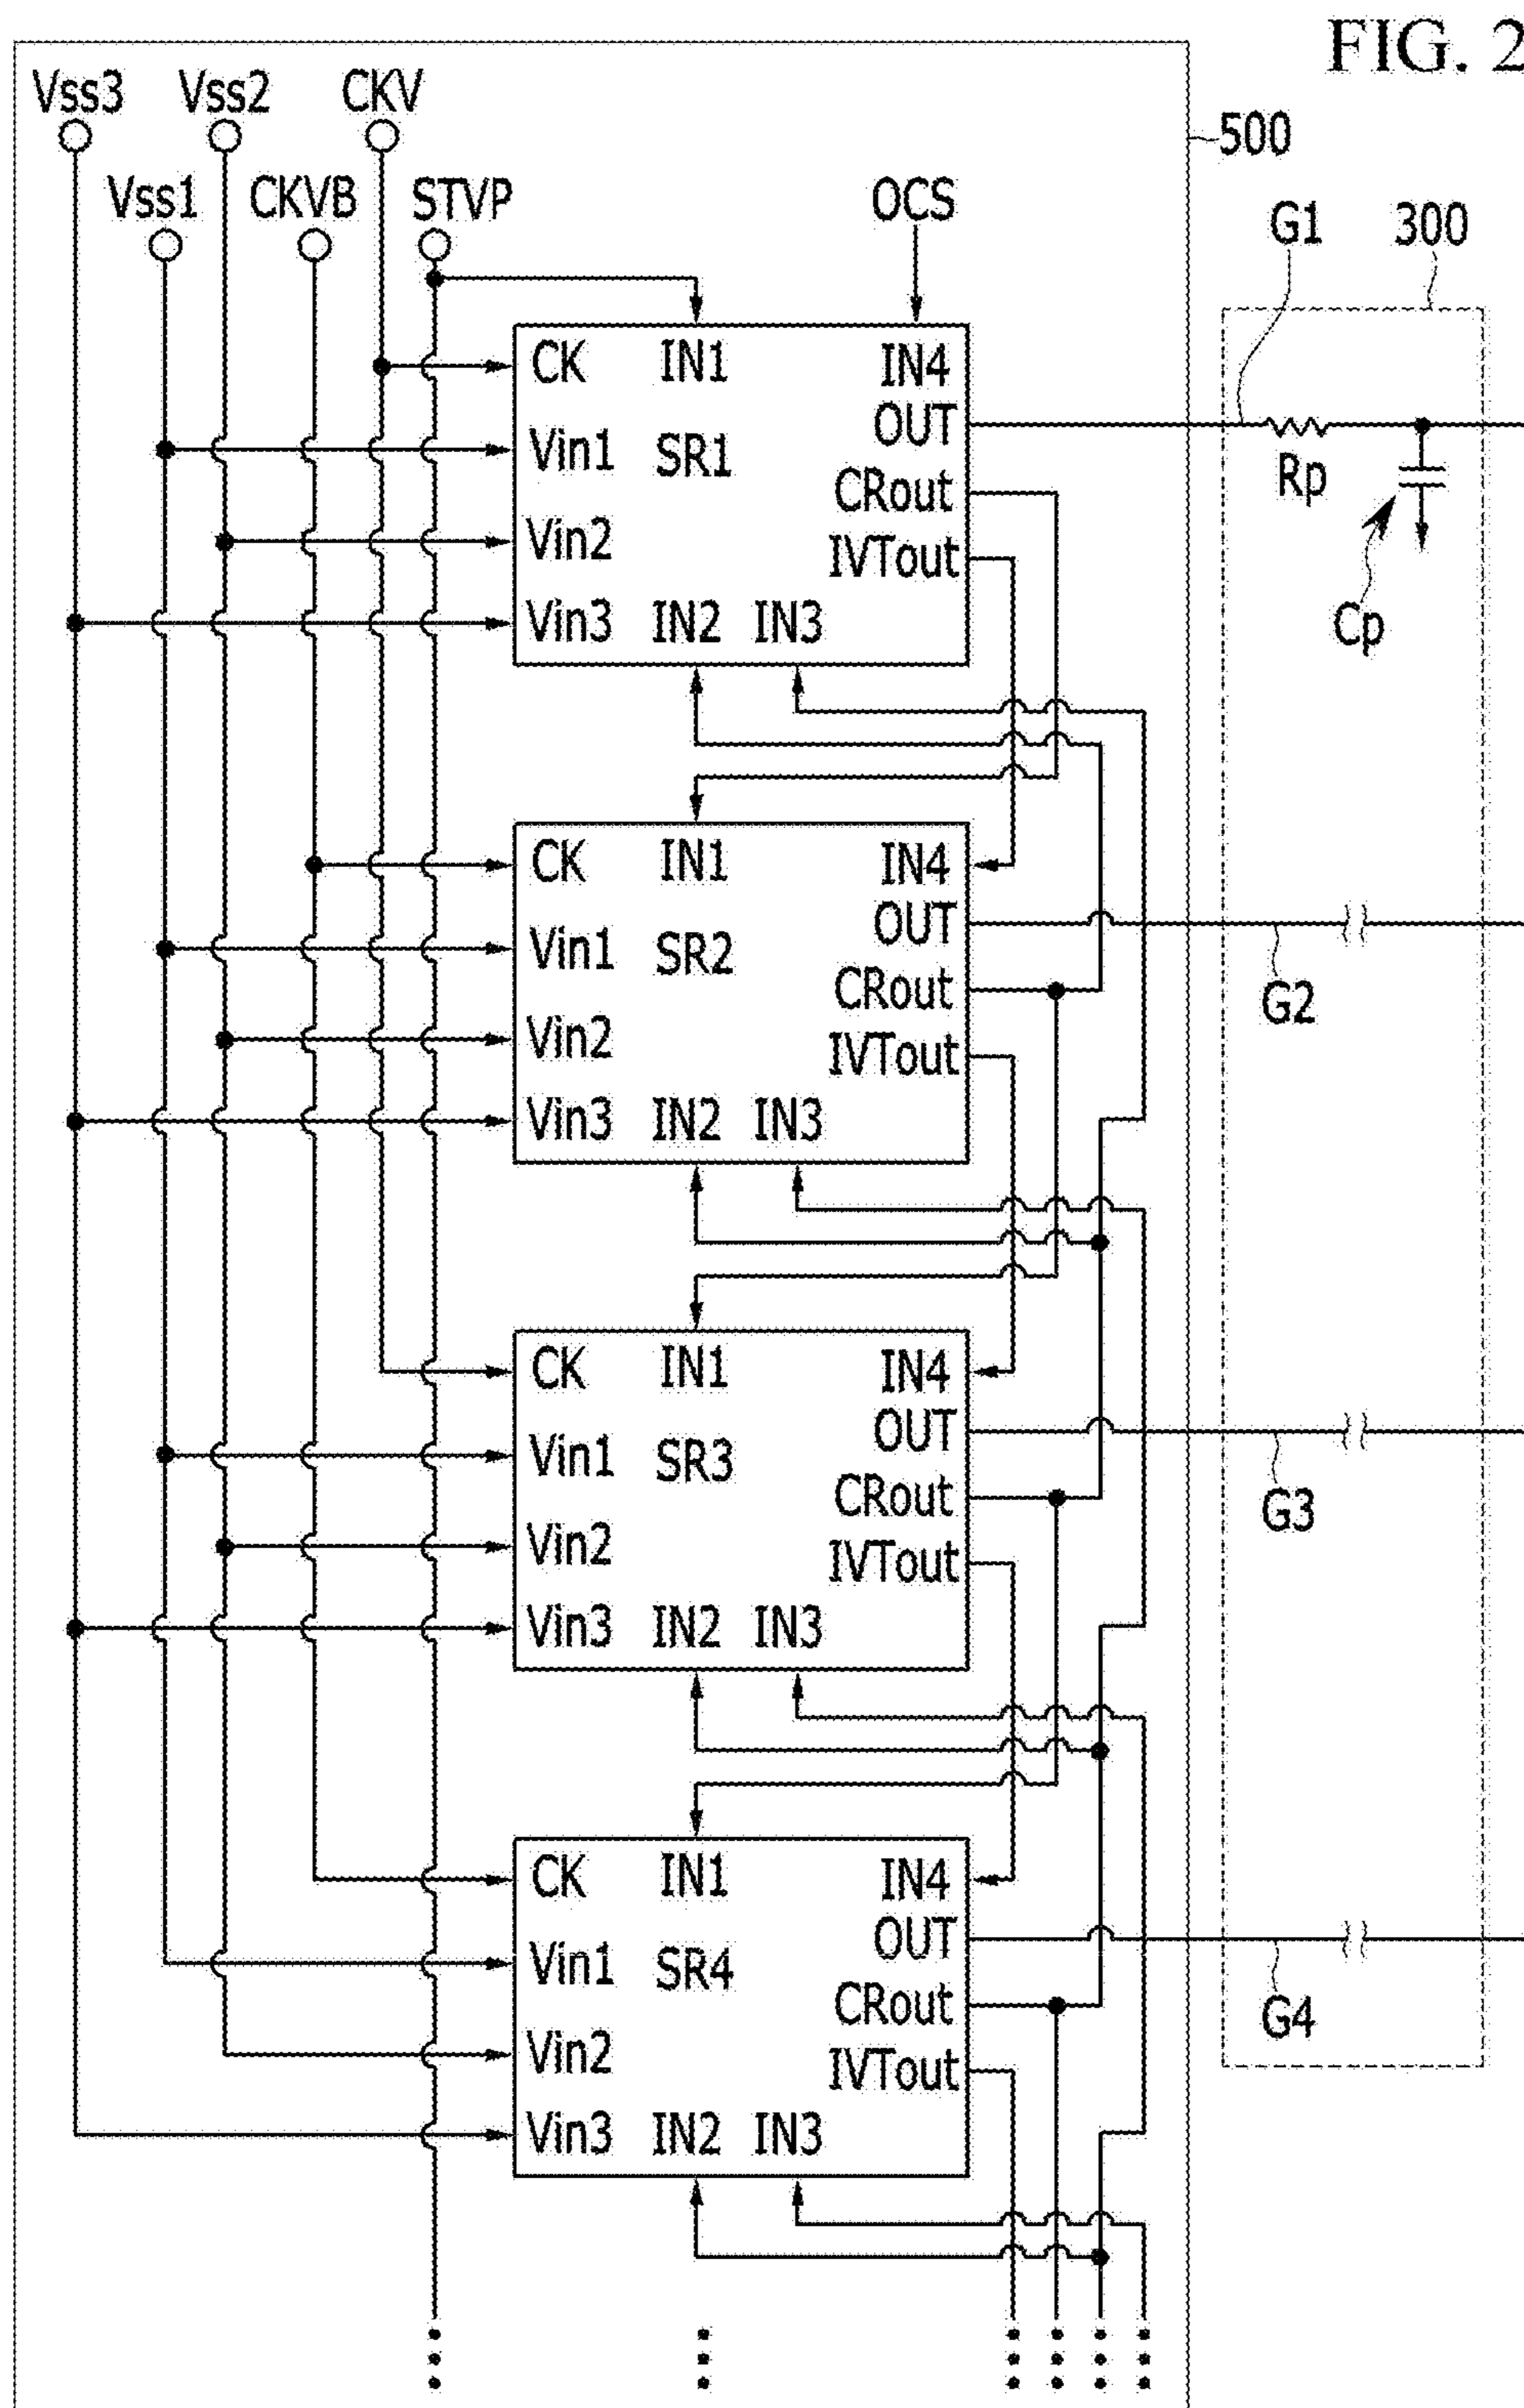 FIG. 2
Vss3 Vss2 CKV
500
Vss1 CKVB STVP OCS
G1 300
CK IN1 IN4
OUT
Vin1 SR1
CRout
Rp
Vin2
IVTout
Vin3 IN2 IN3
Cp
CK IN1 IN4
OUT
Vin1 SR2
CRout
G2
Vin2
IVTout
Vin3 IN2 IN3
CK IN1 IN4
OUT
Vin1 SR3
CRout
G3
Vin2
IVTout
Vin3 IN2 IN3
CK IN1 IN4
OUT
Vin1 SR4
CRout
G4
Vin2
IVTout
Vin3 IN2 IN3